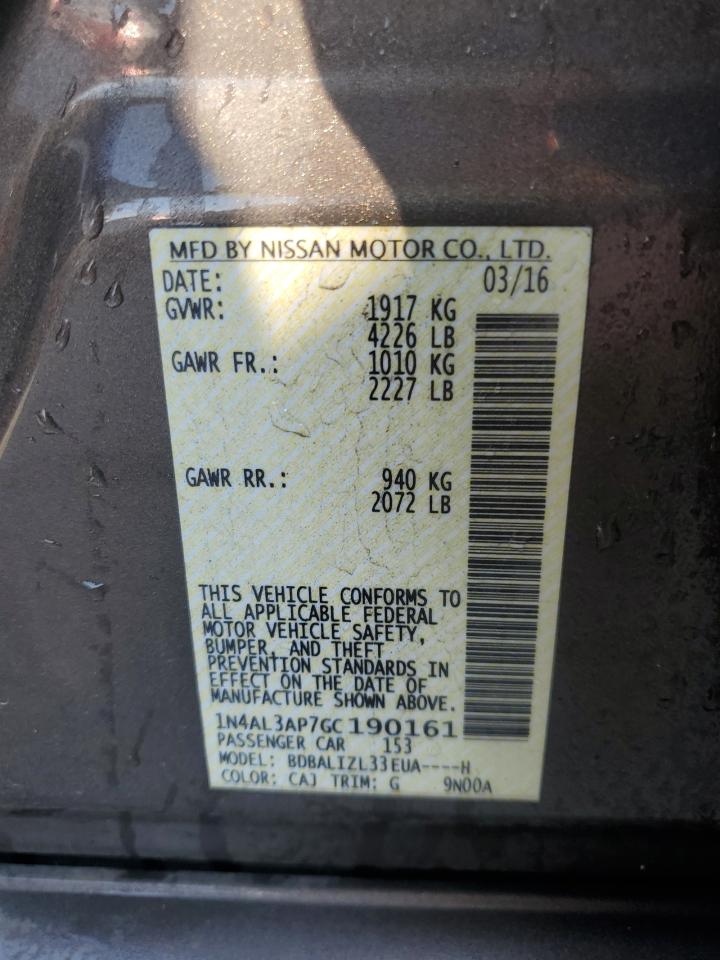 MFD BY NISSAN MOTOR CO., LTD.
DATE: 03/16
GVWR: 1917 KG
4226 LB
GAWR FR.: 1010 KG
2227 LB
GAWR RR.: 940 KG
2072 LB
THIS VEHICLE CONFORMS TO
ALL APPLICABLE FEDERAL
MOTOR VEHICLE SAFETY,
BUMPER, AND THEFT
PREVENTION STANDARDS IN
EFFECT ON THE DATE OF
MANUFACTURE SHOWN ABOVE.
1N4AL3AP7GC190161
PASSENGER CAR 153
MODEL: BDBALIZL33EUA----H
COLOR: CAJ TRIM: G 9N00A